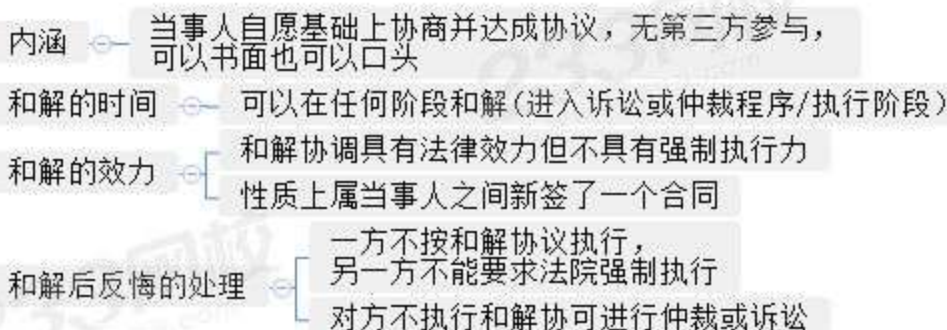 内涵
当事人自愿基础上协商并达成协议，无第三方参与，
可以书面也可以口头
和解的时间
可以在任何阶段和解(进入诉讼或仲裁程序/执行阶段)
和解的效力
和解协调具有法律效力但不具有强制执行力
性质上属当事人之间新签了一个合同
和解后反悔的处理
一方不按和解协议执行，
另一方不能要求法院强制执行
对方不执行和解协可进行仲裁或诉讼